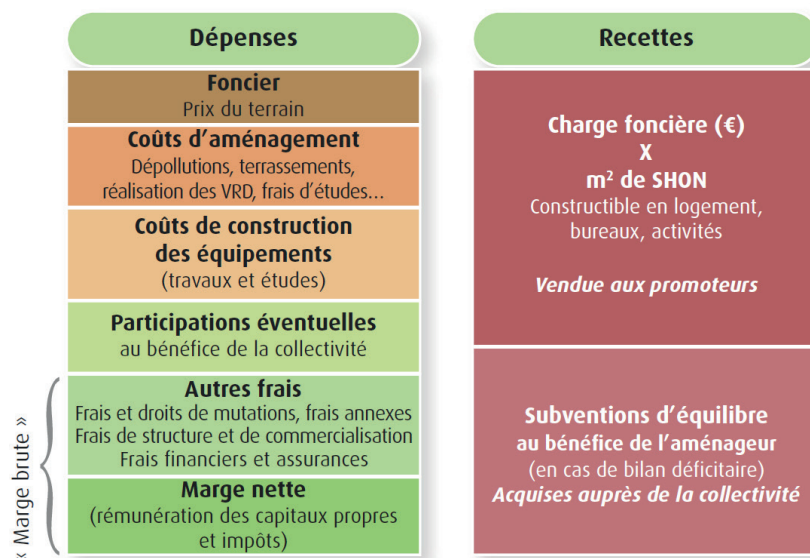 Dépenses
Foncier
Prix du terrain
Coûts d'aménagement
Dépollutions, terrassements,
réalisation des VRD, frais d'études...
Coûts de construction
des équipements
(travaux et études)
Participations éventuelles
au bénéfice de la collectivité
« Marge brute »
Autres frais
Frais et droits de mutations, frais annexes
Frais de structure et de commercialisation
Frais financiers et assurances
Marge nette
(rémunération des capitaux propres
et impôts)
Recettes
Charge foncière (€)
X
m² de SHON
Constructible en logement,
bureaux, activités
Vendue aux promoteurs
Subventions d'équilibre
au bénéfice de l'aménageur
(en cas de bilan déficitaire)
Acquises auprès de la collectivité